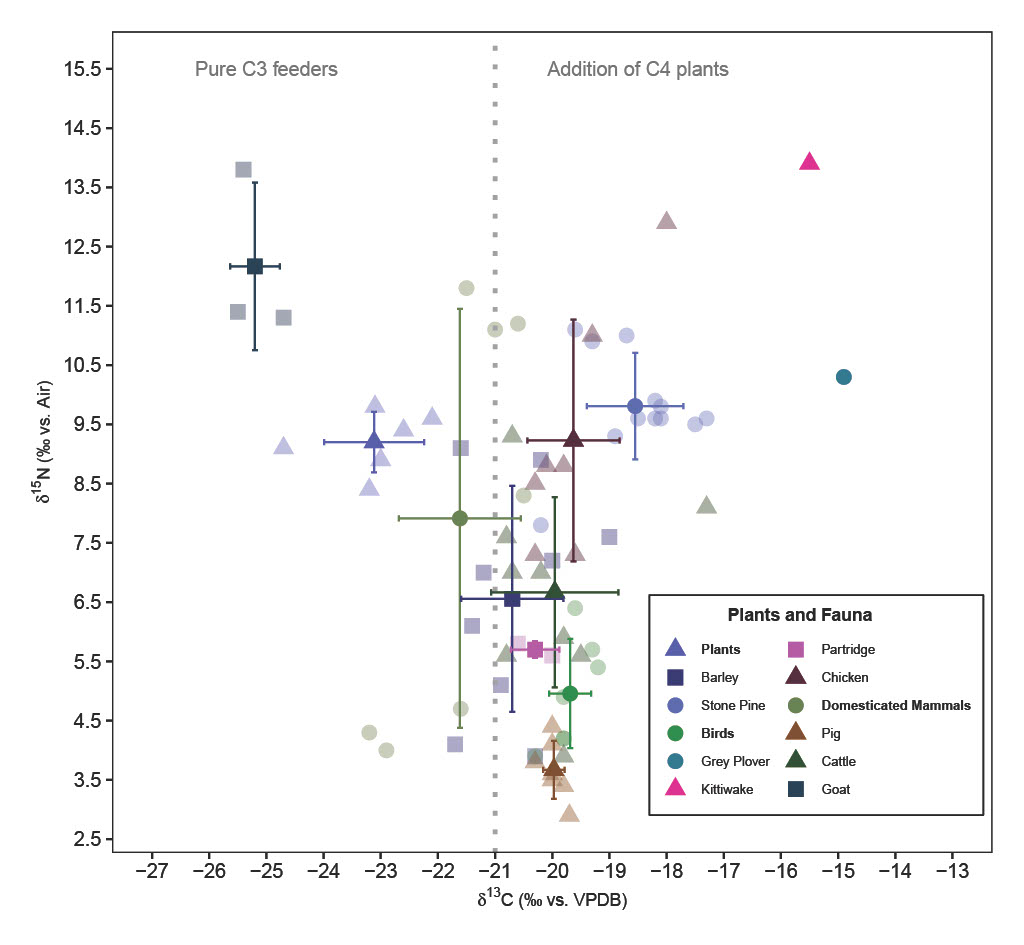 Pure C3 feeders
Addition of C4 plants
15.5
14.5
13.5
12.5
11.5
10.5
9.5
8.5
7.5
6.5
5.5
4.5
3.5
2.5
δ¹⁵N (‰ vs. Air)
−27
−26
−25
−24
−23
−22
−21
−20
−19
−18
−17
−16
−15
−14
−13
δ¹³C (‰ vs. VPDB)
Plants and Fauna
Plants
Barley
Stone Pine
Birds
Grey Plover
Kittiwake
Partridge
Chicken
Domesticated Mammals
Pig
Cattle
Goat